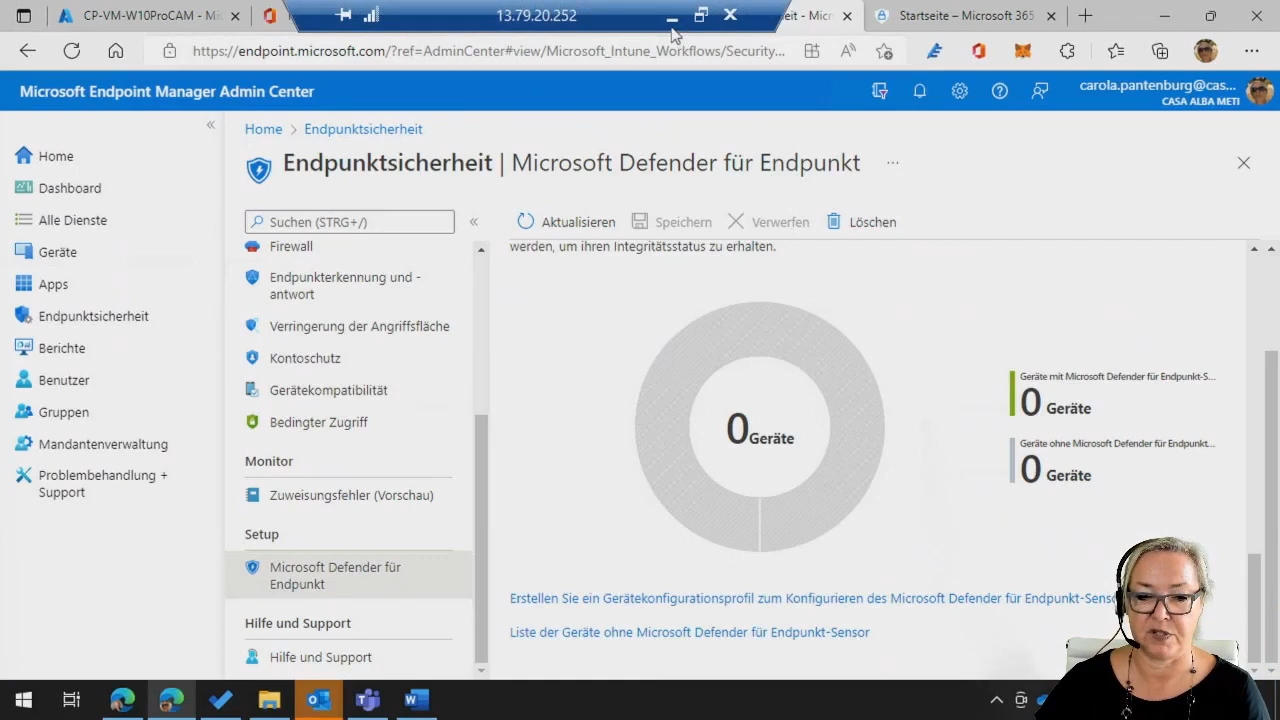 CP-VM-W10ProCAM - Mi
13.79.20.252
eit - Micr
Startseite – Microsoft 365
https://endpoint.microsoft.com/?ref=AdminCenter#view/Microsoft_Intune_Workflows/Security...
Microsoft Endpoint Manager Admin Center
carola.pantenburg@cas...
CASA ALBA METI
Home
Dashboard
Alle Dienste
Geräte
Apps
Endpunktsicherheit
Berichte
Benutzer
Gruppen
Mandantenverwaltung
Problembehandlung +
Support
Home > Endpunktsicherheit
Endpunktsicherheit | Microsoft Defender für Endpunkt
Suchen (STRG+/)
Firewall
Endpunkterkennung und -
antwort
Verringerung der Angriffsfläche
Kontoschutz
Gerätekompatibilität
Bedingter Zugriff
Monitor
Zuweisungsfehler (Vorschau)
Setup
Microsoft Defender für
Endpunkt
Hilfe und Support
Hilfe und Support
Aktualisieren Speichern Verwerfen Löschen
werden, um ihren Integritätsstatus zu erhalten.
0 Geräte
Geräte mit Microsoft Defender für Endpunkt-S...
0 Geräte
Geräte ohne Microsoft Defender für Endpunkt...
0 Geräte
Erstellen Sie ein Gerätekonfigurationsprofil zum Konfigurieren des Microsoft Defender für Endpunkt-Senso
Liste der Geräte ohne Microsoft Defender für Endpunkt-Sensor